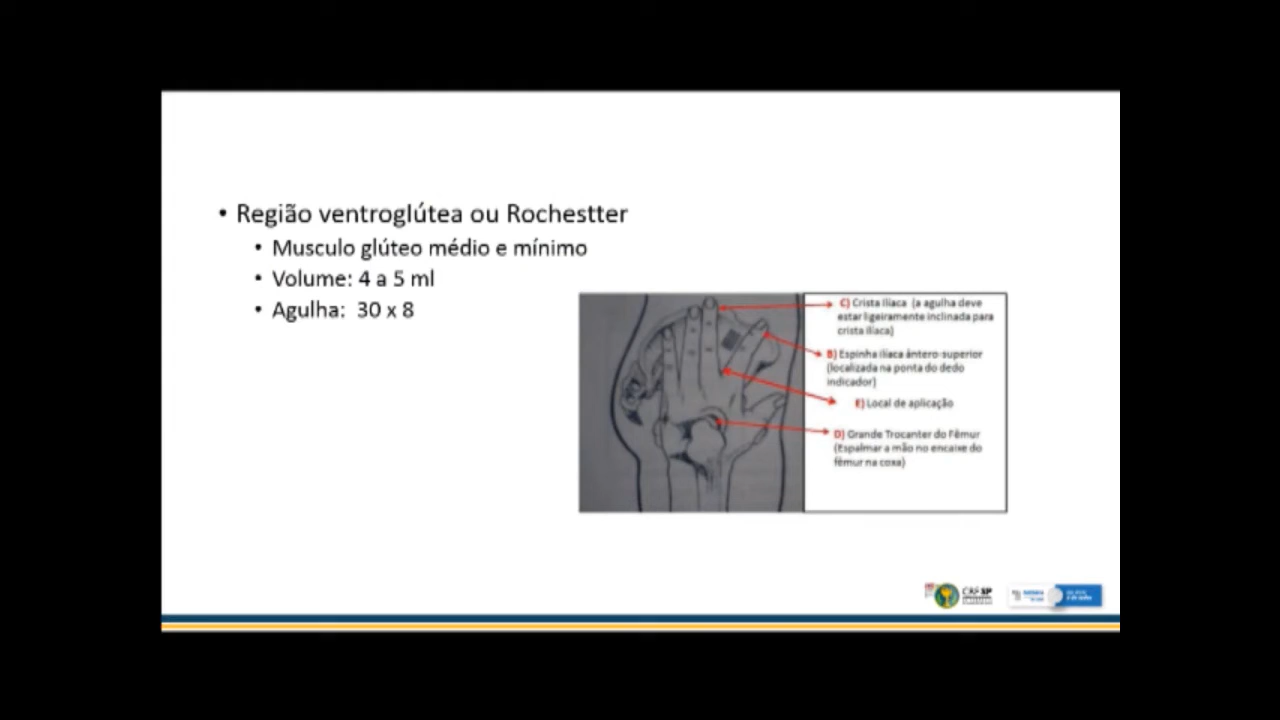 • Região ventroglútea ou Rochestter
• Musculo glúteo médio e mínimo
• Volume: 4 a 5 ml
• Agulha: 30 x 8
C) Crista Ilíaca (a agulha deve
estar ligeiramente inclinada para
crista ilíaca)
B) Espinha ilíaca ântero-superior
(localizada na ponta do dedo
indicador)
E) Local de aplicação
D) Grande Trocanter do Fêmur
(Espalmar a mão no encaixe do
fêmur na coxa)
CRF SP